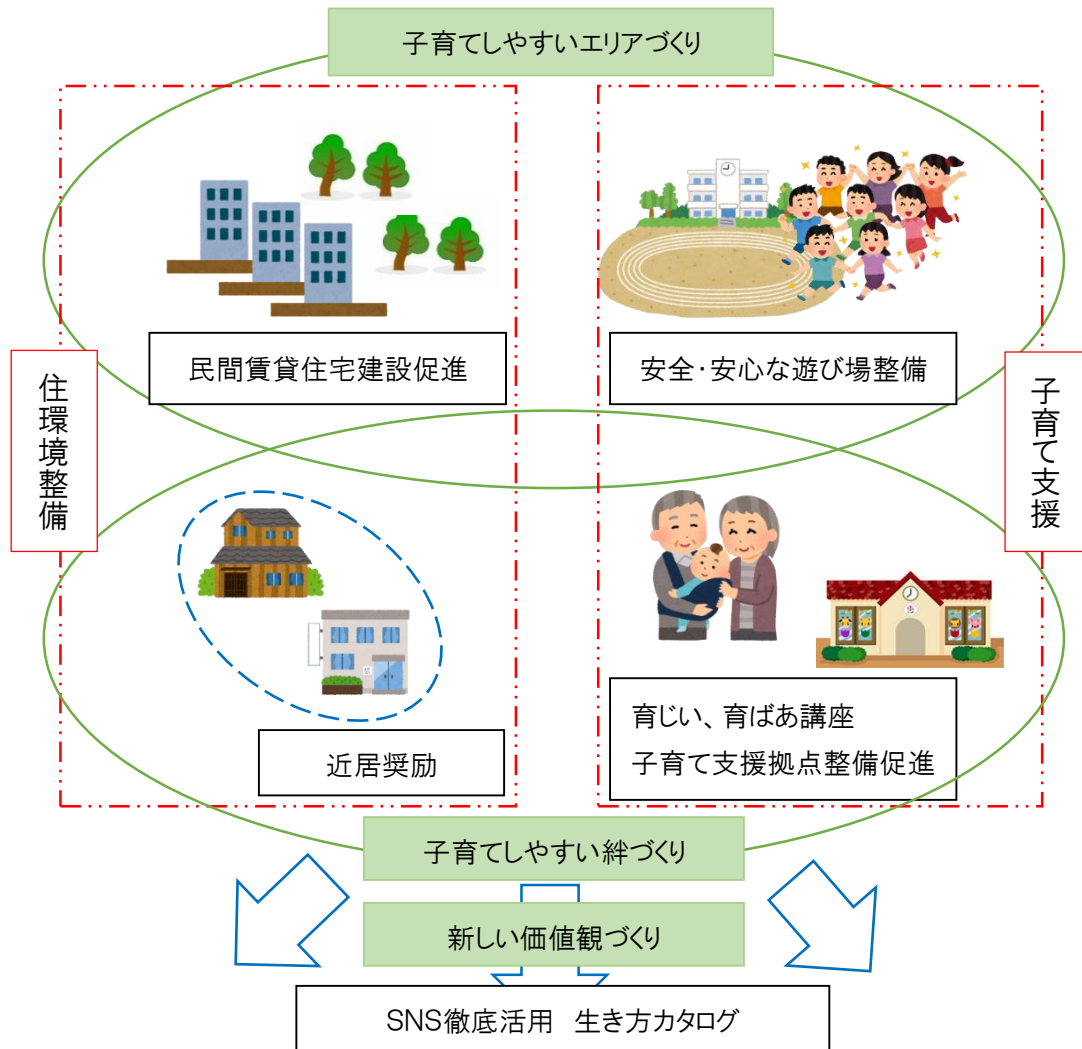 子育てしやすいエリアづくり
民間賃貸住宅建設促進
安全・安心な遊び場整備
住環境整備
子育て支援
近居奨励
育じい、育ばあ講座
子育て支援拠点整備促進
子育てしやすい絆づくり
新しい価値観づくり
SNS徹底活用　生き方カタログ